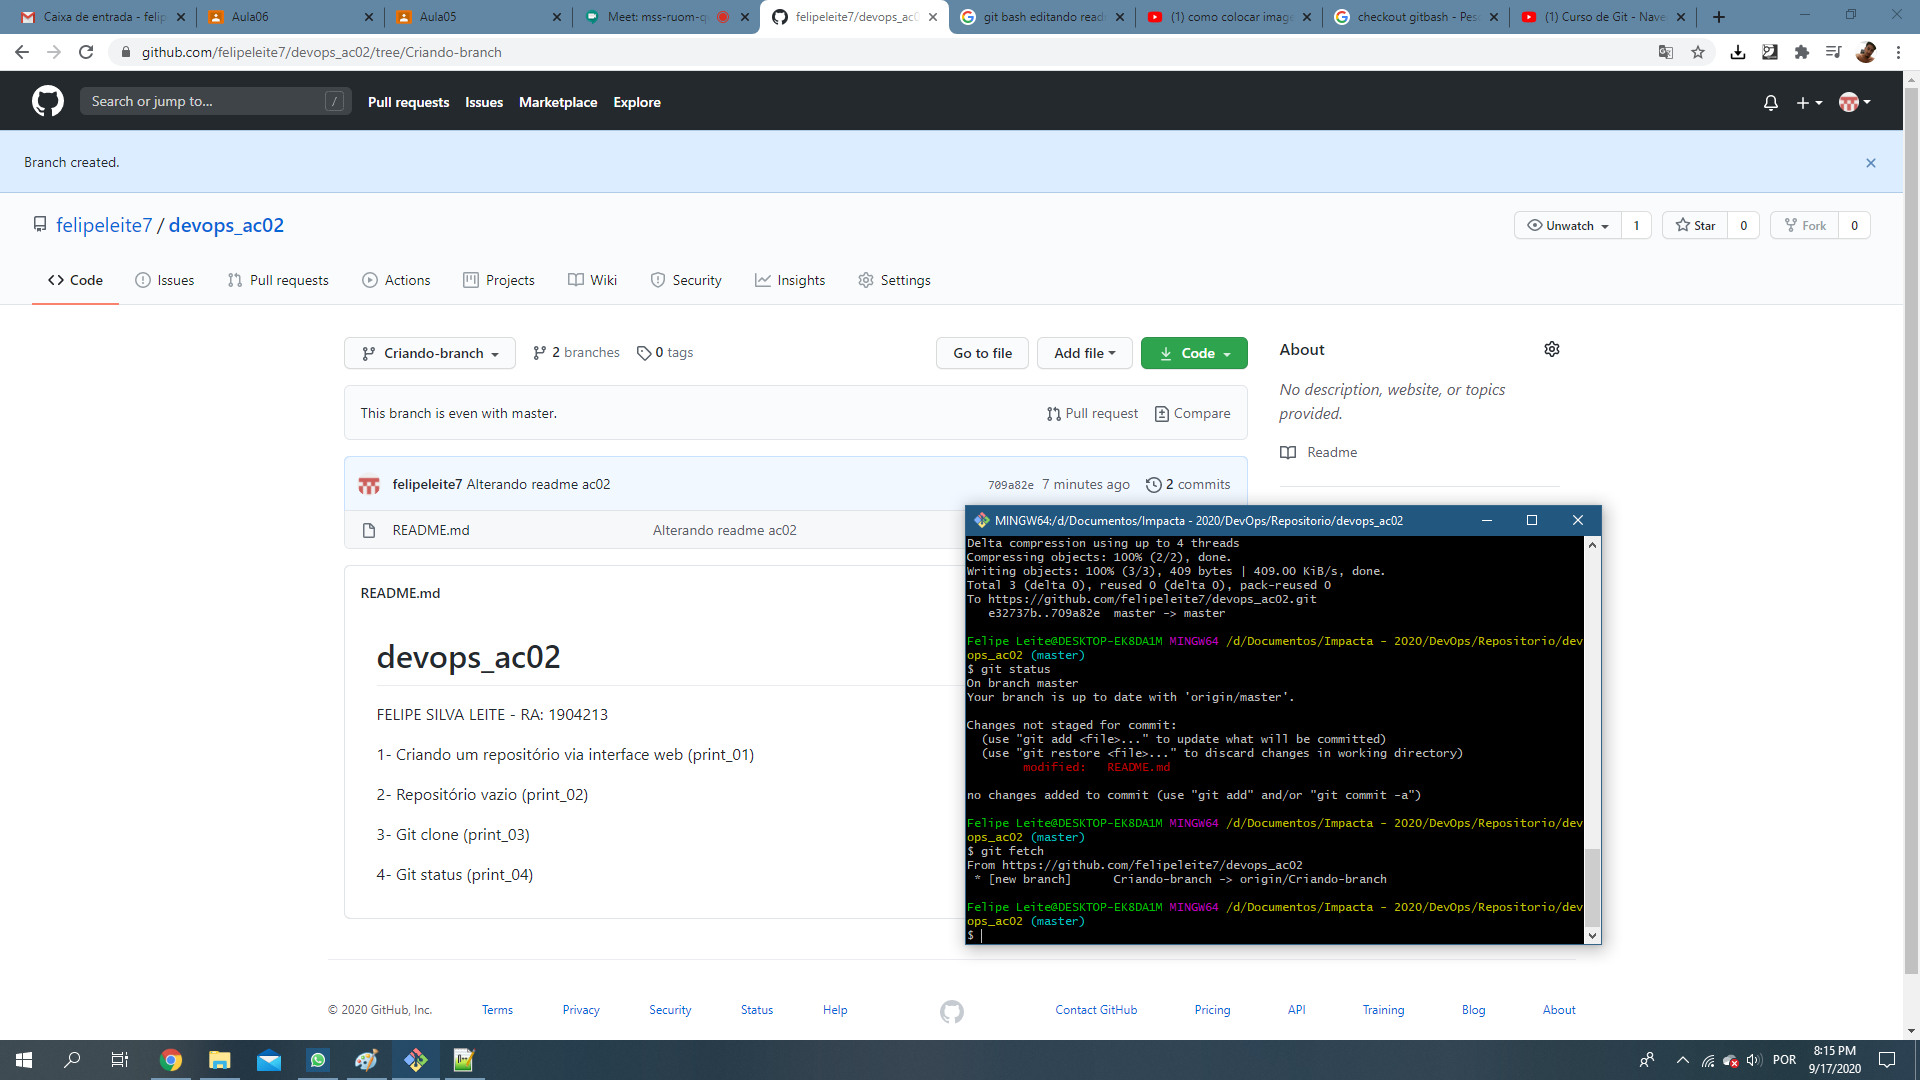 Caixa de entrada - felip
Aula06
Aula05
Meet: mss-ruom-q
felipeleite7/devops_ac0
git bash editando read
(1) como colocar imag
checkout gitbash - Pes
(1) Curso de Git - Nave
github.com/felipeleite7/devops_ac02/tree/Criando-branch
Search or jump to...
/
Pull requests
Issues
Marketplace
Explore
Branch created.
felipeleite7 / devops_ac02
Unwatch
1
Star
0
Fork
0
Code
Issues
Pull requests
Actions
Projects
Wiki
Security
Insights
Settings
Criando-branch
2 branches
0 tags
Go to file
Add file
Code
About
No description, website, or topics
provided.
Readme
This branch is even with master.
Pull request
Compare
felipeleite7 Alterando readme ac02
709a82e 7 minutes ago
2 commits
README.md
Alterando readme ac02
README.md
devops_ac02
FELIPE SILVA LEITE - RA: 1904213
1- Criando um repositório via interface web (print_01)
2- Repositório vazio (print_02)
3- Git clone (print_03)
4- Git status (print_04)
MINGW64:/d/Documentos/Impacta - 2020/DevOps/Repositorio/devops_ac02
Delta compression using up to 4 threads
Compressing objects: 100% (2/2), done.
Writing objects: 100% (3/3), 409 bytes | 409.00 KiB/s, done.
Total 3 (delta 0), reused 0 (delta 0), pack-reused 0
To https://github.com/felipeleite7/devops_ac02.git
e32737b..709a82e master -> master
Felipe Leite@DESKTOP-EK8DA1M MINGW64 /d/Documentos/Impacta - 2020/DevOps/Repositorio/dev
ops_ac02 (master)
$ git status
On branch master
Your branch is up to date with 'origin/master'.
Changes not staged for commit:
(use "git add <file>..." to update what will be committed)
(use "git restore <file>..." to discard changes in working directory)
modified: README.md
no changes added to commit (use "git add" and/or "git commit -a")
Felipe Leite@DESKTOP-EK8DA1M MINGW64 /d/Documentos/Impacta - 2020/DevOps/Repositorio/dev
ops_ac02 (master)
$ git fetch
From https://github.com/felipeleite7/devops_ac02
* [new branch] Criando-branch -> origin/Criando-branch
Felipe Leite@DESKTOP-EK8DA1M MINGW64 /d/Documentos/Impacta - 2020/DevOps/Repositorio/dev
ops_ac02 (master)
$
© 2020 GitHub, Inc.
Terms
Privacy
Security
Status
Help
Contact GitHub
Pricing
API
Training
Blog
About
POR
8:15 PM
9/17/2020